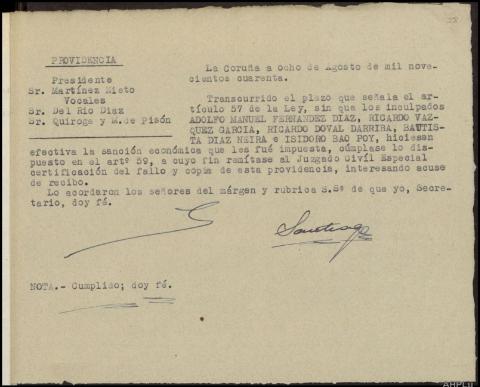 PROVIDENCIA
Presidente
Sr. Martínez Nieto
Vocales
Sr. Del Rio Diaz
Sr. Quiroga y M. de Pisón
La Coruña a ocho de Agosto de mil nove-
cientos cuarenta.
Transcurrido el plazo que señala el ar-
tículo 57 de la Ley, sin que los inculpados
ADOLFO MANUEL FERNANDEZ DIAZ, RICARDO VAZ-
QUEZ GARCIA, RICARDO DOVAL DARRIBA, BAUTIS-
TA DIAZ NEIRA e ISIDORO BAO POY, hiciesen
efectiva la sanción económica que les fué impuesta, cúmplase lo dis-
puesto en el artº 59, a cuyo fin remítase al Juzgado Civíl Especial
certificación del fallo y copia de esta providencia, interesando acuse
de recibo.
Lo acordaron los señores del márgen y rubrica S.Sª de que yo, Secre-
tario, doy fé.
Santiago
NOTA.- Cumplido; doy fé.